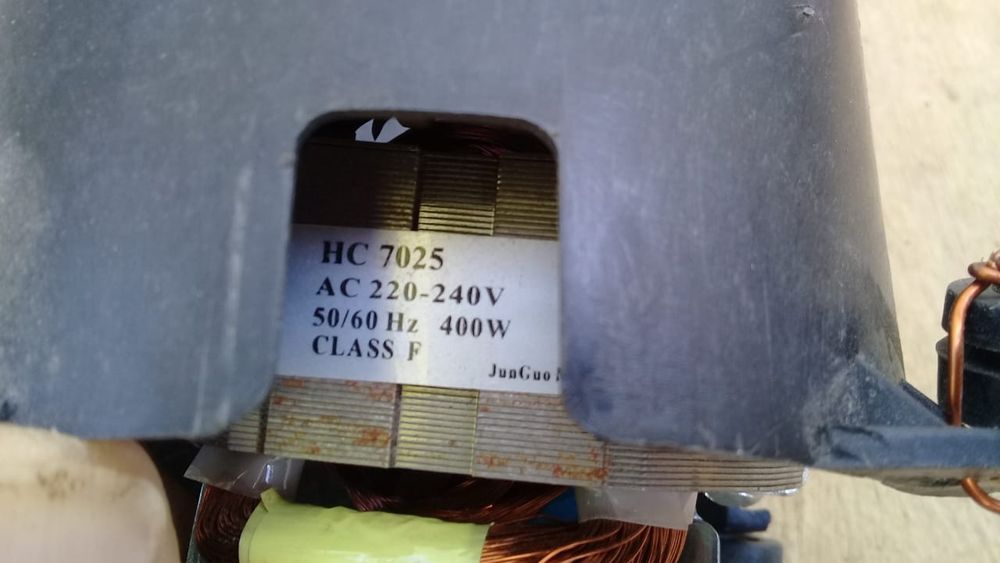 HC 7025
AC 220-240V
50/60 Hz 400W
CLASS F
JunGuo